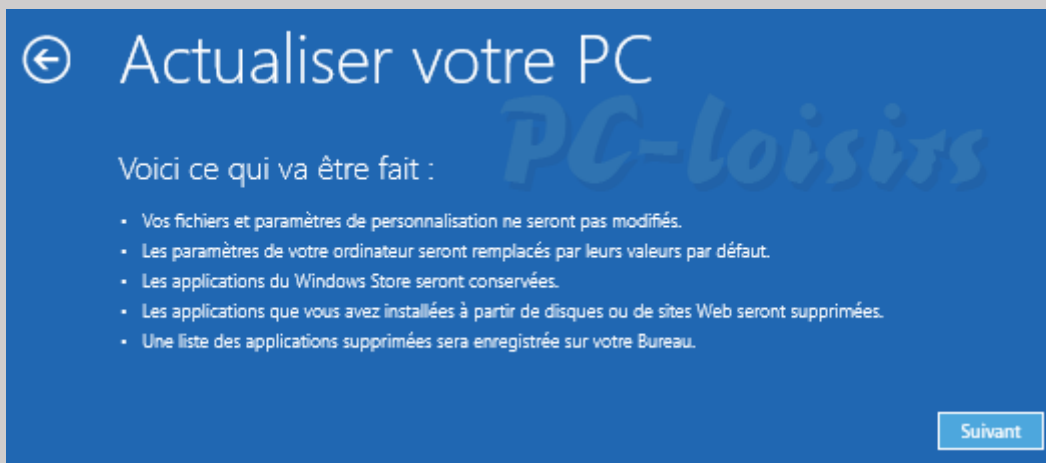 Actualiser votre PC
PC-loisirs
Voici ce qui va être fait :
• Vos fichiers et paramètres de personnalisation ne seront pas modifiés.
• Les paramètres de votre ordinateur seront remplacés par leurs valeurs par défaut.
• Les applications du Windows Store seront conservées.
• Les applications que vous avez installées à partir de disques ou de sites Web seront supprimées.
• Une liste des applications supprimées sera enregistrée sur votre Bureau.
Suivant